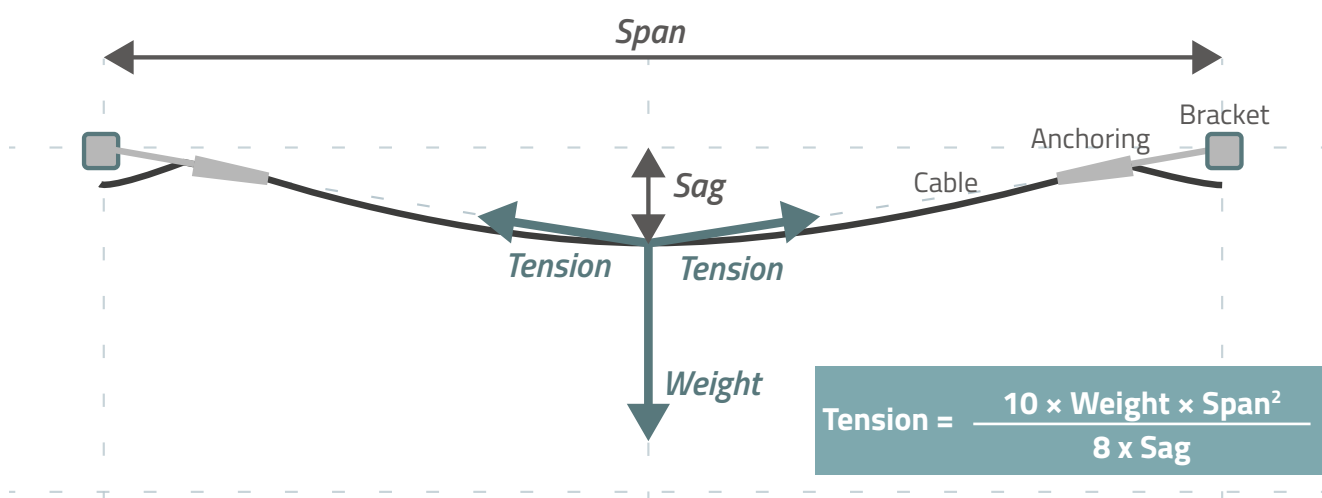 Span
Bracket
Anchoring
Sag
Cable
Tension
Tension
Weight
Tension = 10 × Weight × Span²
8 x Sag